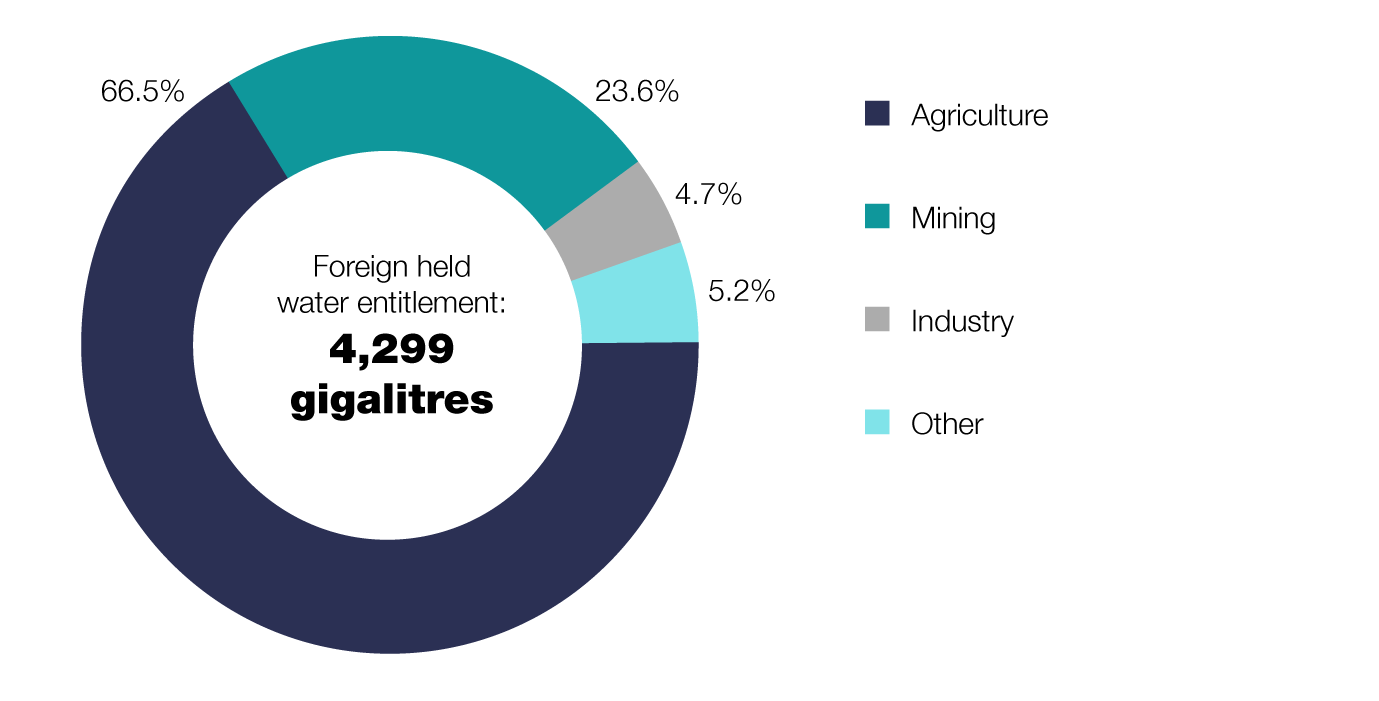 66.5%
23.6%
4.7%
5.2%
Foreign held
water entitlement:
4,299
gigalitres
Agriculture
Mining
Industry
Other